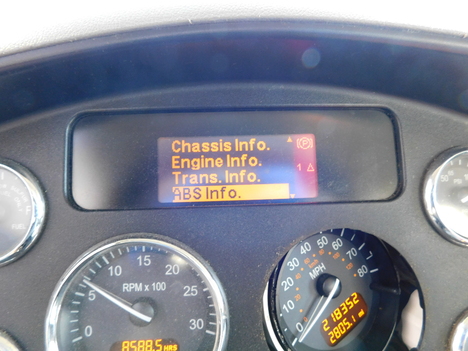 Chassis Info.
Engine Info.
Trans. Info.
ABS Info.
P
1
0 5 10 15 20 25 30
RPM x 100
8588.5 HRS
0 10 20 30 40 50 60 70 80
MPH
218352
2805.1 mi